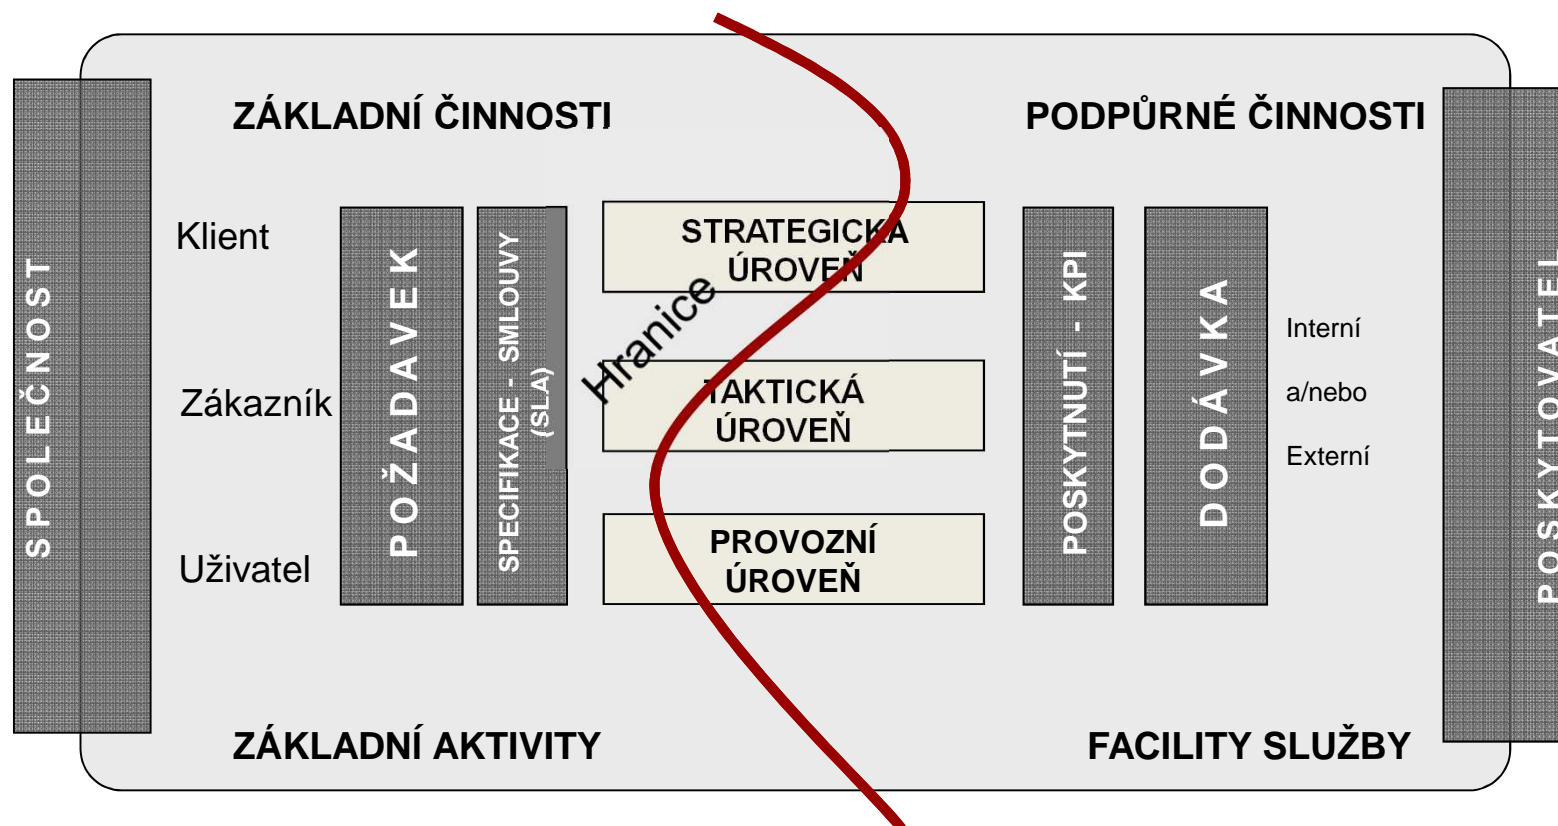 ZÁKLADNÍ ČINNOSTI
PODPŮRNÉ ČINNOSTI
SPOLEČNOST
Klient
Zákazník
Uživatel
POŽADAVEK
SPECIFIKACE - SMLOUVY
(SLA)
Hranice
STRATEGICKÁ
ÚROVEŇ
TAKTICKÁ
ÚROVEŇ
PROVOZNÍ
ÚROVEŇ
POSKYTNUTÍ - KPI
DODÁVKA
Interní
a/nebo
Externí
POSKYTOVATEL
ZÁKLADNÍ AKTIVITY
FACILITY SLUŽBY